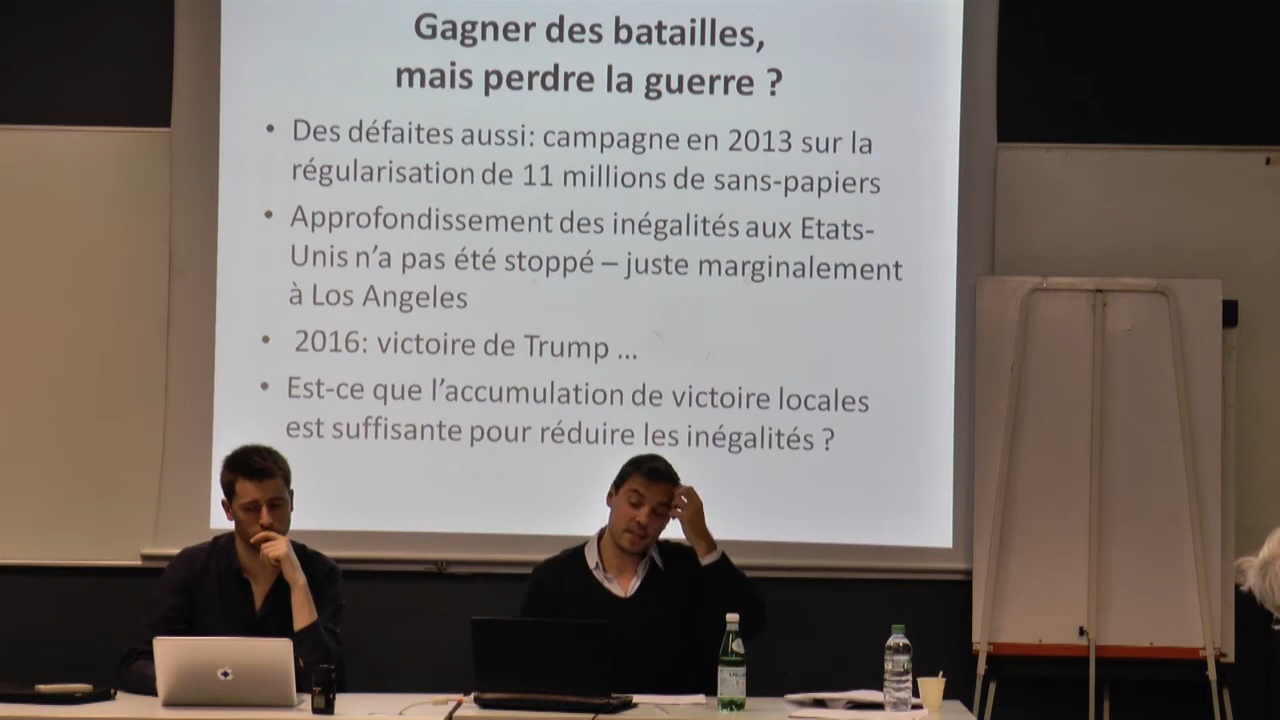 Gagner des batailles,
mais perdre la guerre ?
• Des défaites aussi: campagne en 2013 sur la
régularisation de 11 millions de sans-papiers
• Approfondissement des inégalités aux Etats-
Unis n'a pas été stoppé – juste marginalement
à Los Angeles
• 2016: victoire de Trump ...
• Est-ce que l'accumulation de victoire locales
est suffisante pour réduire les inégalités ?